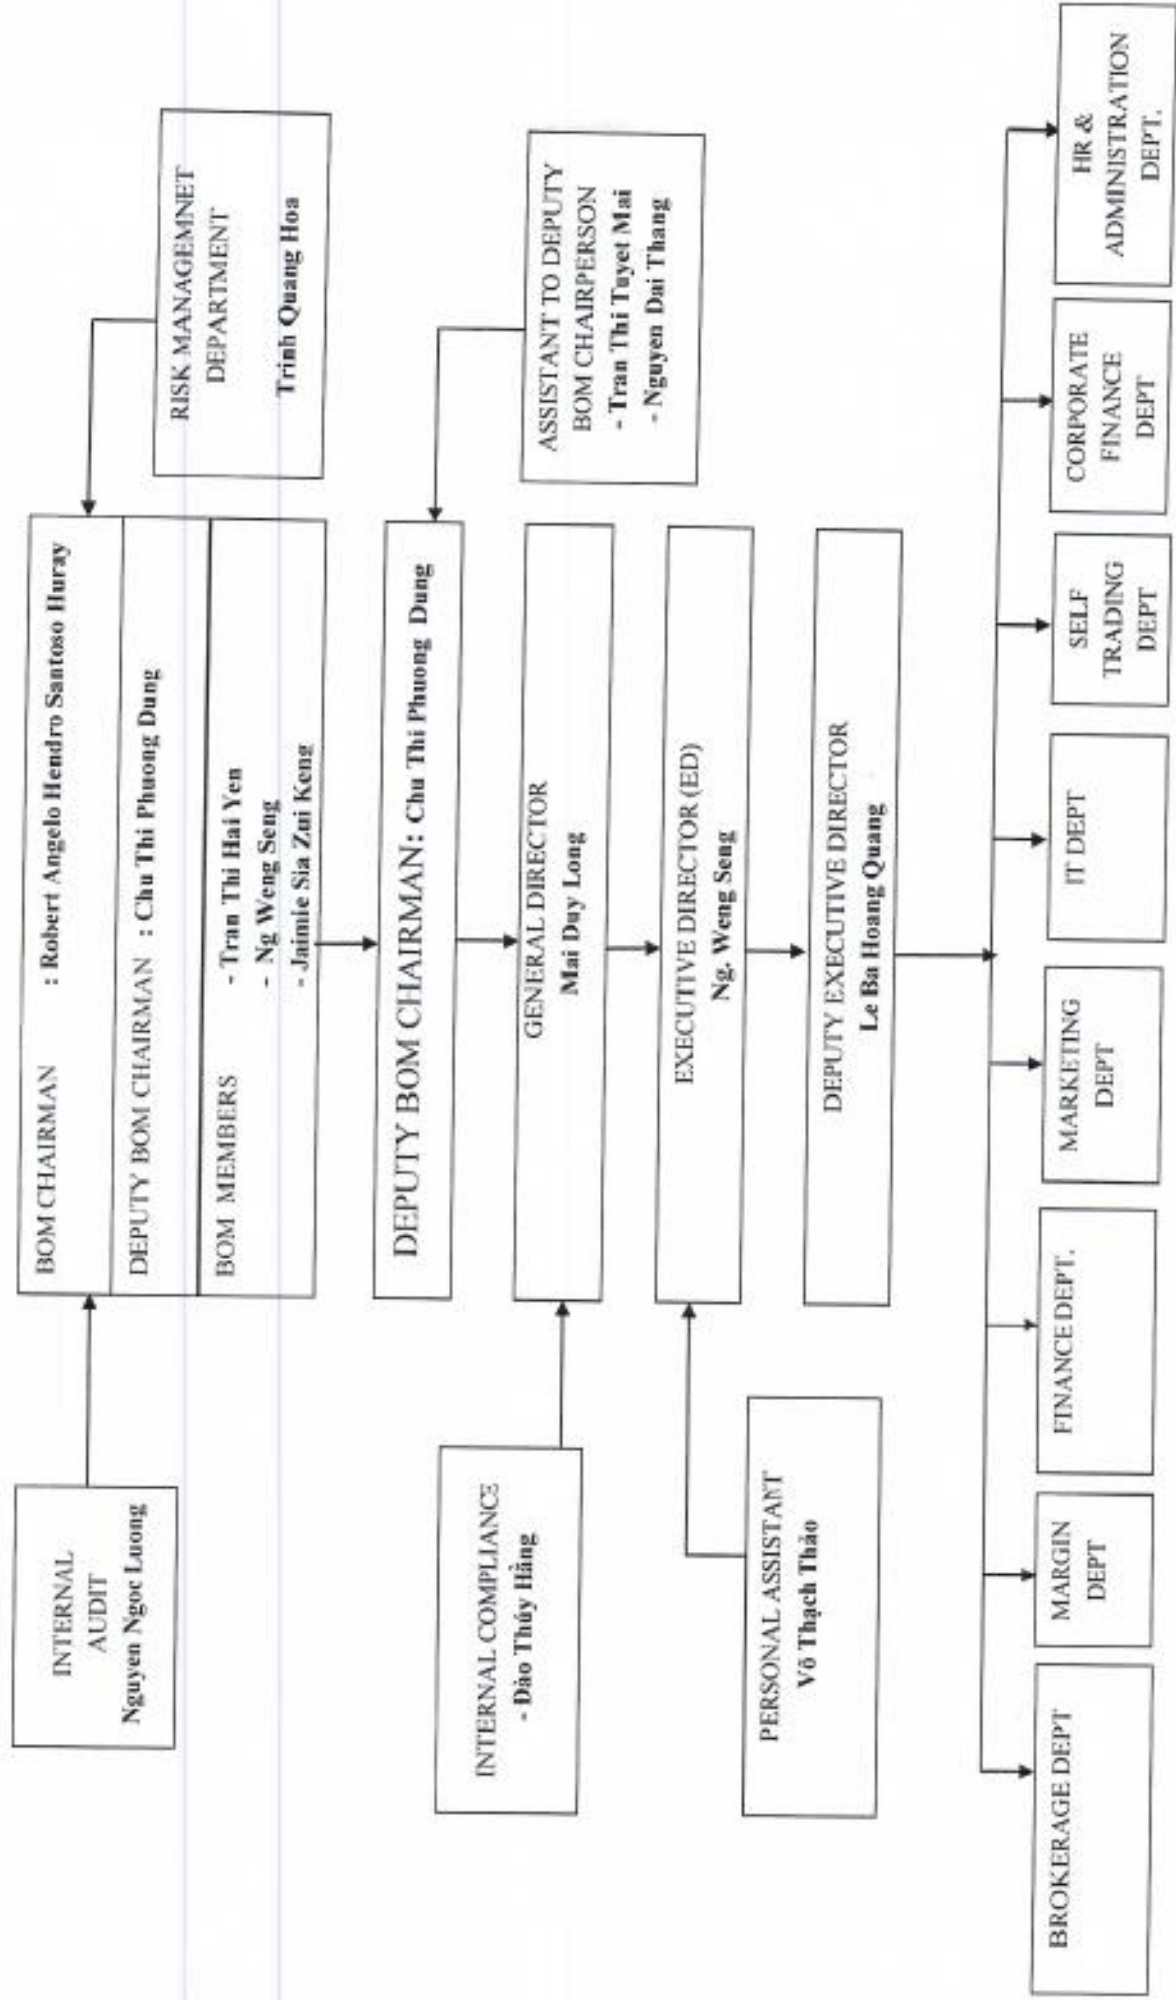 BOM CHAIRMAN : Robert Angelo Hendro Santoso Huray
DEPUTY BOM CHAIRMAN : Chu Thi Phuong Dung
BOM MEMBERS - Tran Thi Hai Yen
- Ng Weng Seng
- Jaimie Sia Zui Keng
INTERNAL
AUDIT
Nguyen Ngoc Luong
RISK MANAGEMNET
DEPARTMENT
Trinh Quang Hoa
DEPUTY BOM CHAIRMAN: Chu Thi Phuong Dung
ASSISTANT TO DEPUTY
BOM CHAIRPERSON
- Tran Thi Tuyet Mai
- Nguyen Dai Thang
GENERAL DIRECTOR
Mai Duy Long
INTERNAL COMPLIANCE
- Đào Thúy Hằng
EXECUTIVE DIRECTOR (ED)
Ng. Weng Seng
PERSONAL ASSISTANT
Võ Thạch Thảo
DEPUTY EXECUTIVE DIRECTOR
Le Ba Hoang Quang
BROKERAGE DEPT
MARGIN
DEPT
FINANCE DEPT.
MARKETING
DEPT
IT DEPT
SELF
TRADING
DEPT
CORPORATE
FINANCE
DEPT
HR &
ADMINISTRATION
DEPT.